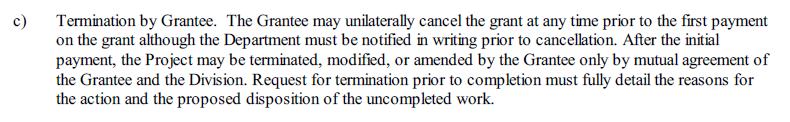 c) Termination by Grantee. The Grantee may unilaterally cancel the grant at any time prior to the first payment
on the grant although the Department must be notified in writing prior to cancellation. After the initial
payment, the Project may be terminated, modified, or amended by the Grantee only by mutual agreement of
the Grantee and the Division. Request for termination prior to completion must fully detail the reasons for
the action and the proposed disposition of the uncompleted work.